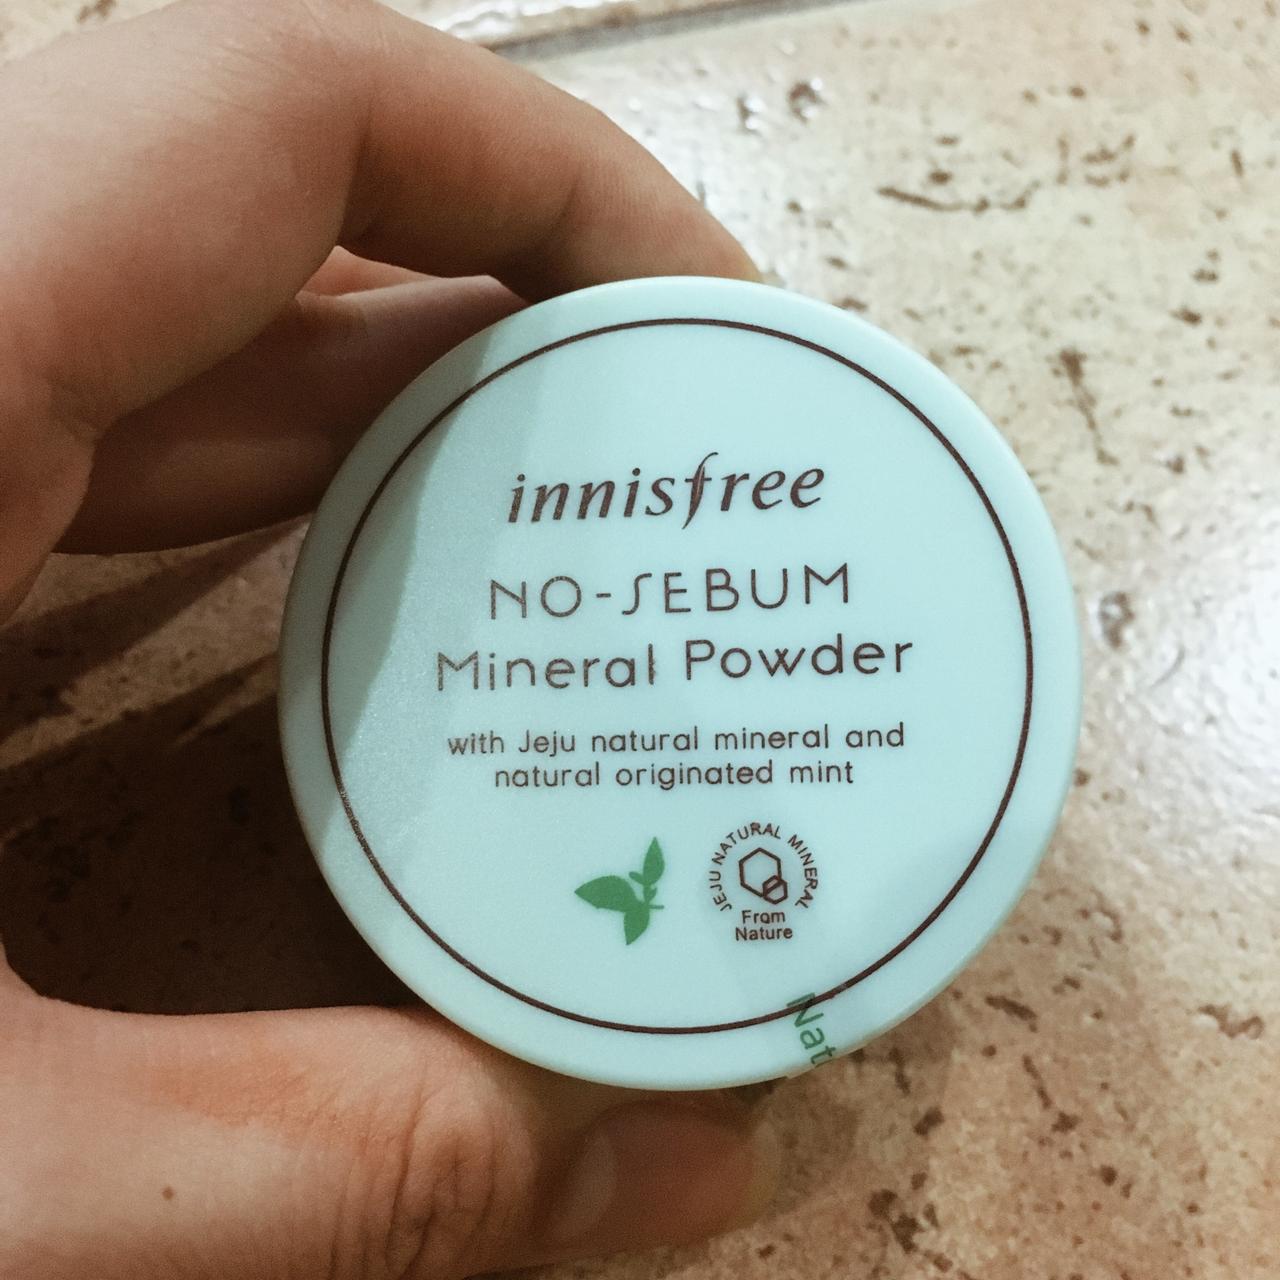 innisfree
NO-SEBUM
Mineral Powder
with Jeju natural mineral and
natural originated mint
JEJU NATURAL MINERAL
From
Nature